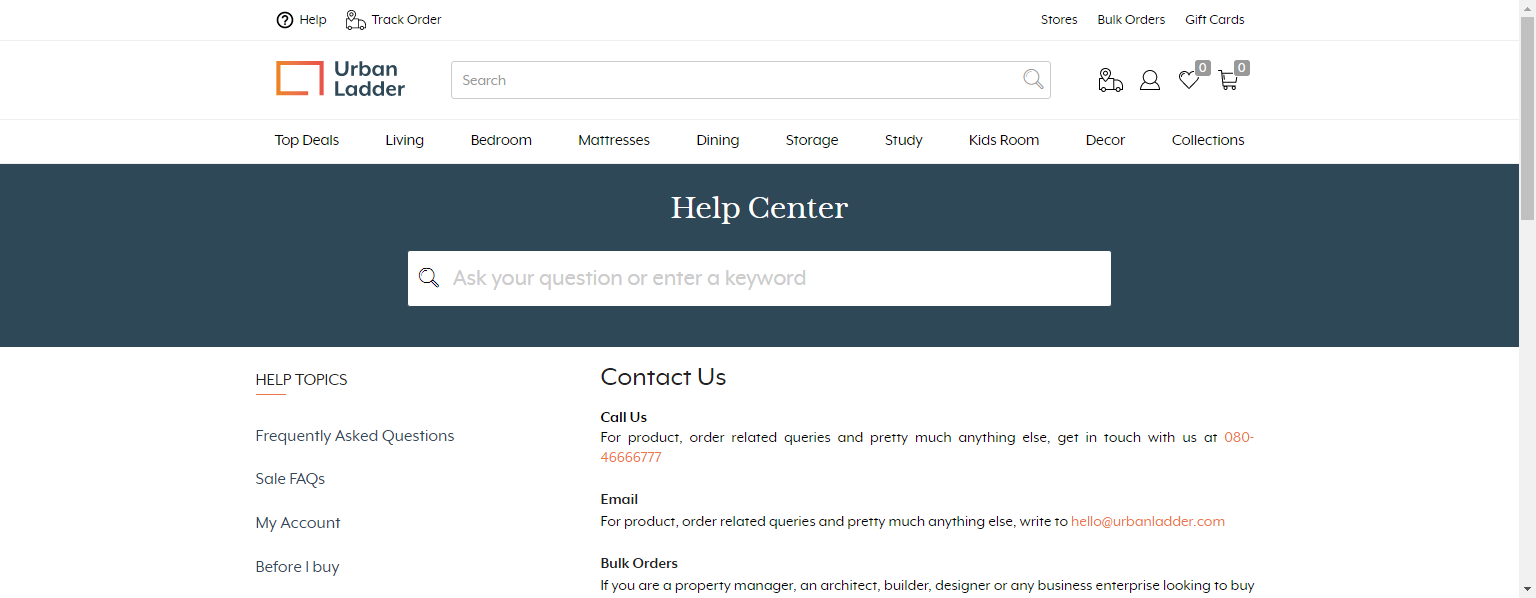 Help Track Order Stores Bulk Orders Gift Cards
Urban
Ladder
Search
0 0
Top Deals Living Bedroom Mattresses Dining Storage Study Kids Room Decor Collections
Help Center
Ask your question or enter a keyword
HELP TOPICS
Frequently Asked Questions
Sale FAQs
My Account
Before I buy
Contact Us
Call Us
For product, order related queries and pretty much anything else, get in touch with us at 080-
46666777
Email
For product, order related queries and pretty much anything else, write to hello@urbanladder.com
Bulk Orders
If you are a property manager, an architect, builder, designer or any business enterprise looking to buy